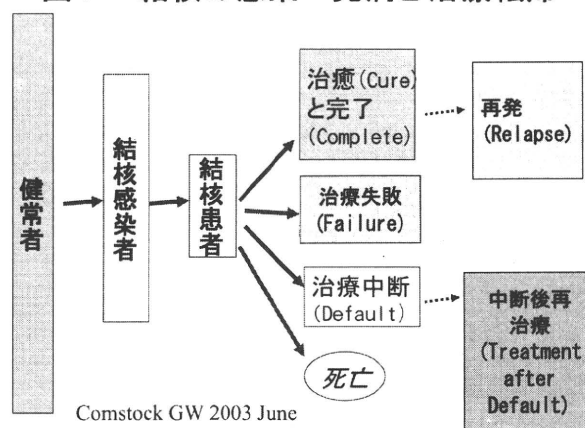 健常者
結核感染者
結核患者
治癒(Cure)
と完了
(Complete)
再発
(Relapse)
治療失敗
(Failure)
治療中断
(Default)
中断後再
治療
(Treatment
after
Default)
死亡
Comstock GW 2003 June